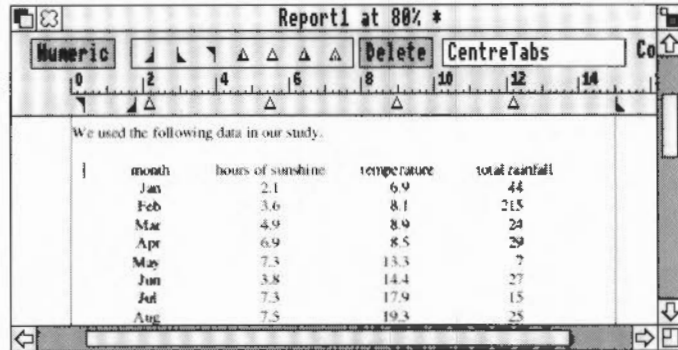 Report1 at 80% *
Numeric Delete CentreTabs Co
0 2 4 6 8 10 12 14
We used the following data in our study.
month hours of sunshine temperature total rainfall
Jan 2.1 6.9 44
Feb 3.6 8.1 215
Mar 4.9 8.9 24
Apr 6.9 8.5 29
May 7.3 13.3 7
Jun 3.8 14.4 27
Jul 7.3 17.9 15
Aug 7.5 19.3 25